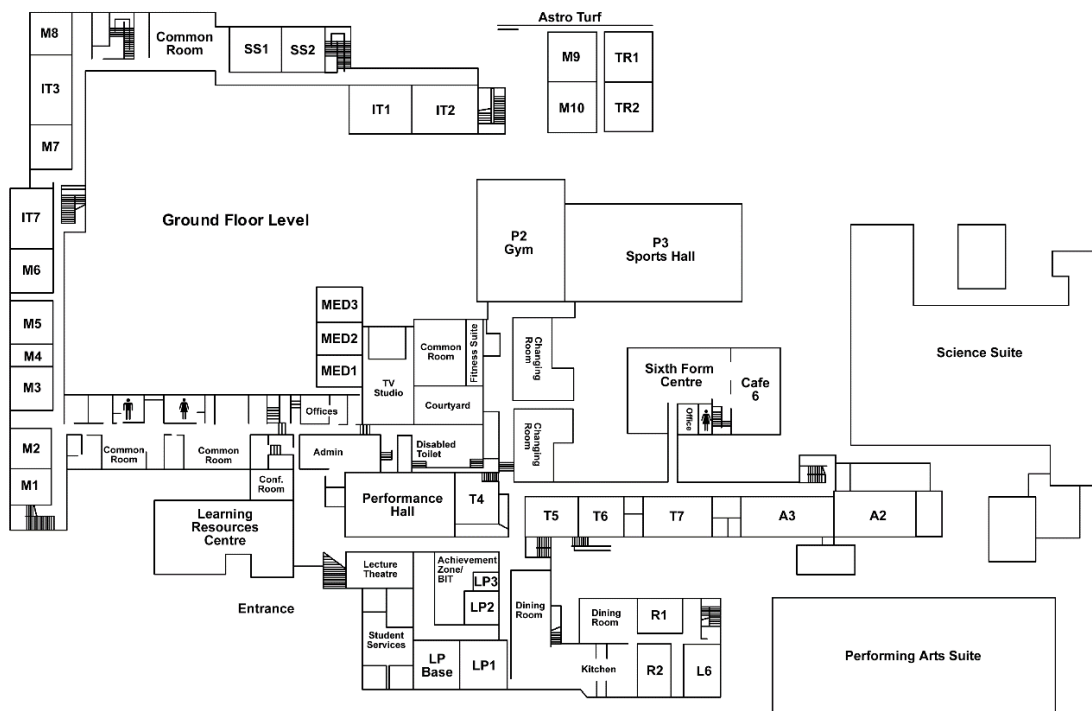 Astro Turf
M8
Common
Room
SS1
SS2
M9
TR1
IT3
IT1
IT2
M10
TR2
M7
IT7
Ground Floor Level
P2
Gym
P3
Sports Hall
M6
MED3
M5
MED2
Common
Room
Fitness Suite
Changing
Room
Science Suite
M4
MED1
TV
Studio
Sixth Form
Centre
Cafe
6
M3
Offices
Courtyard
Office
M2
Common
Room
Common
Room
Admin
Disabled
Toilet
Changing
Room
M1
Conf.
Room
Performance
Hall
T4
Learning
Resources
Centre
T5
T6
T7
A3
A2
Lecture
Theatre
Achievement
Zone/
BIT
LP3
LP2
Dining
Room
Entrance
Dining
Room
R1
Student
Services
LP
Base
LP1
Kitchen
R2
L6
Performing Arts Suite